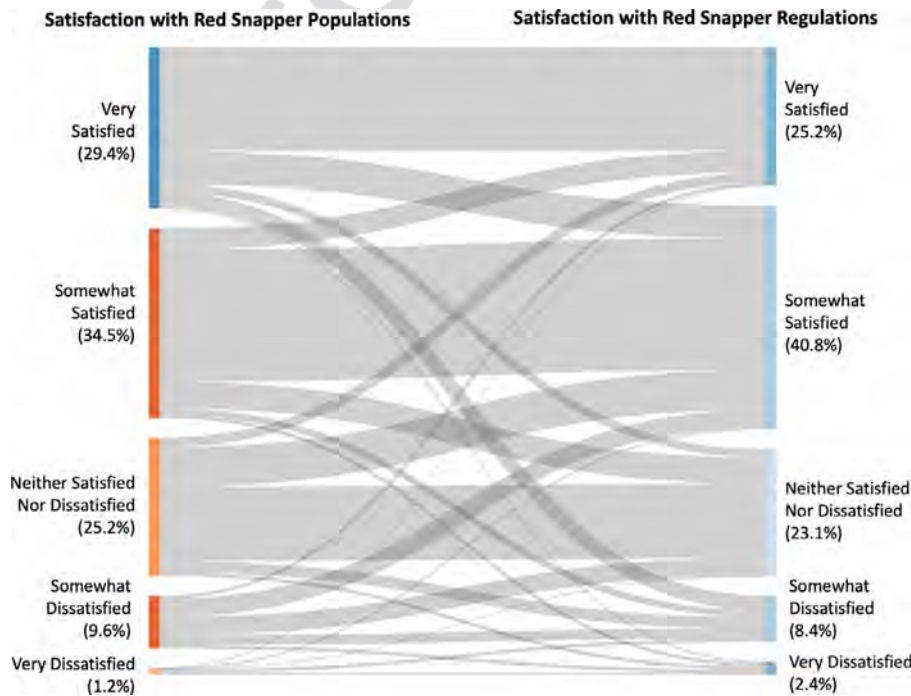 Satisfaction with Red Snapper Populations
Satisfaction with Red Snapper Regulations
Very
Satisfied
(29.4%)
Somewhat
Satisfied
(34.5%)
Neither Satisfied
Nor Dissatisfied
(25.2%)
Somewhat
Dissatisfied
(9.6%)
Very Dissatisfied
(1.2%)
Very
Satisfied
(25.2%)
Somewhat
Satisfied
(40.8%)
Neither Satisfied
Nor Dissatisfied
(23.1%)
Somewhat
Dissatisfied
(8.4%)
Very Dissatisfied
(2.4%)